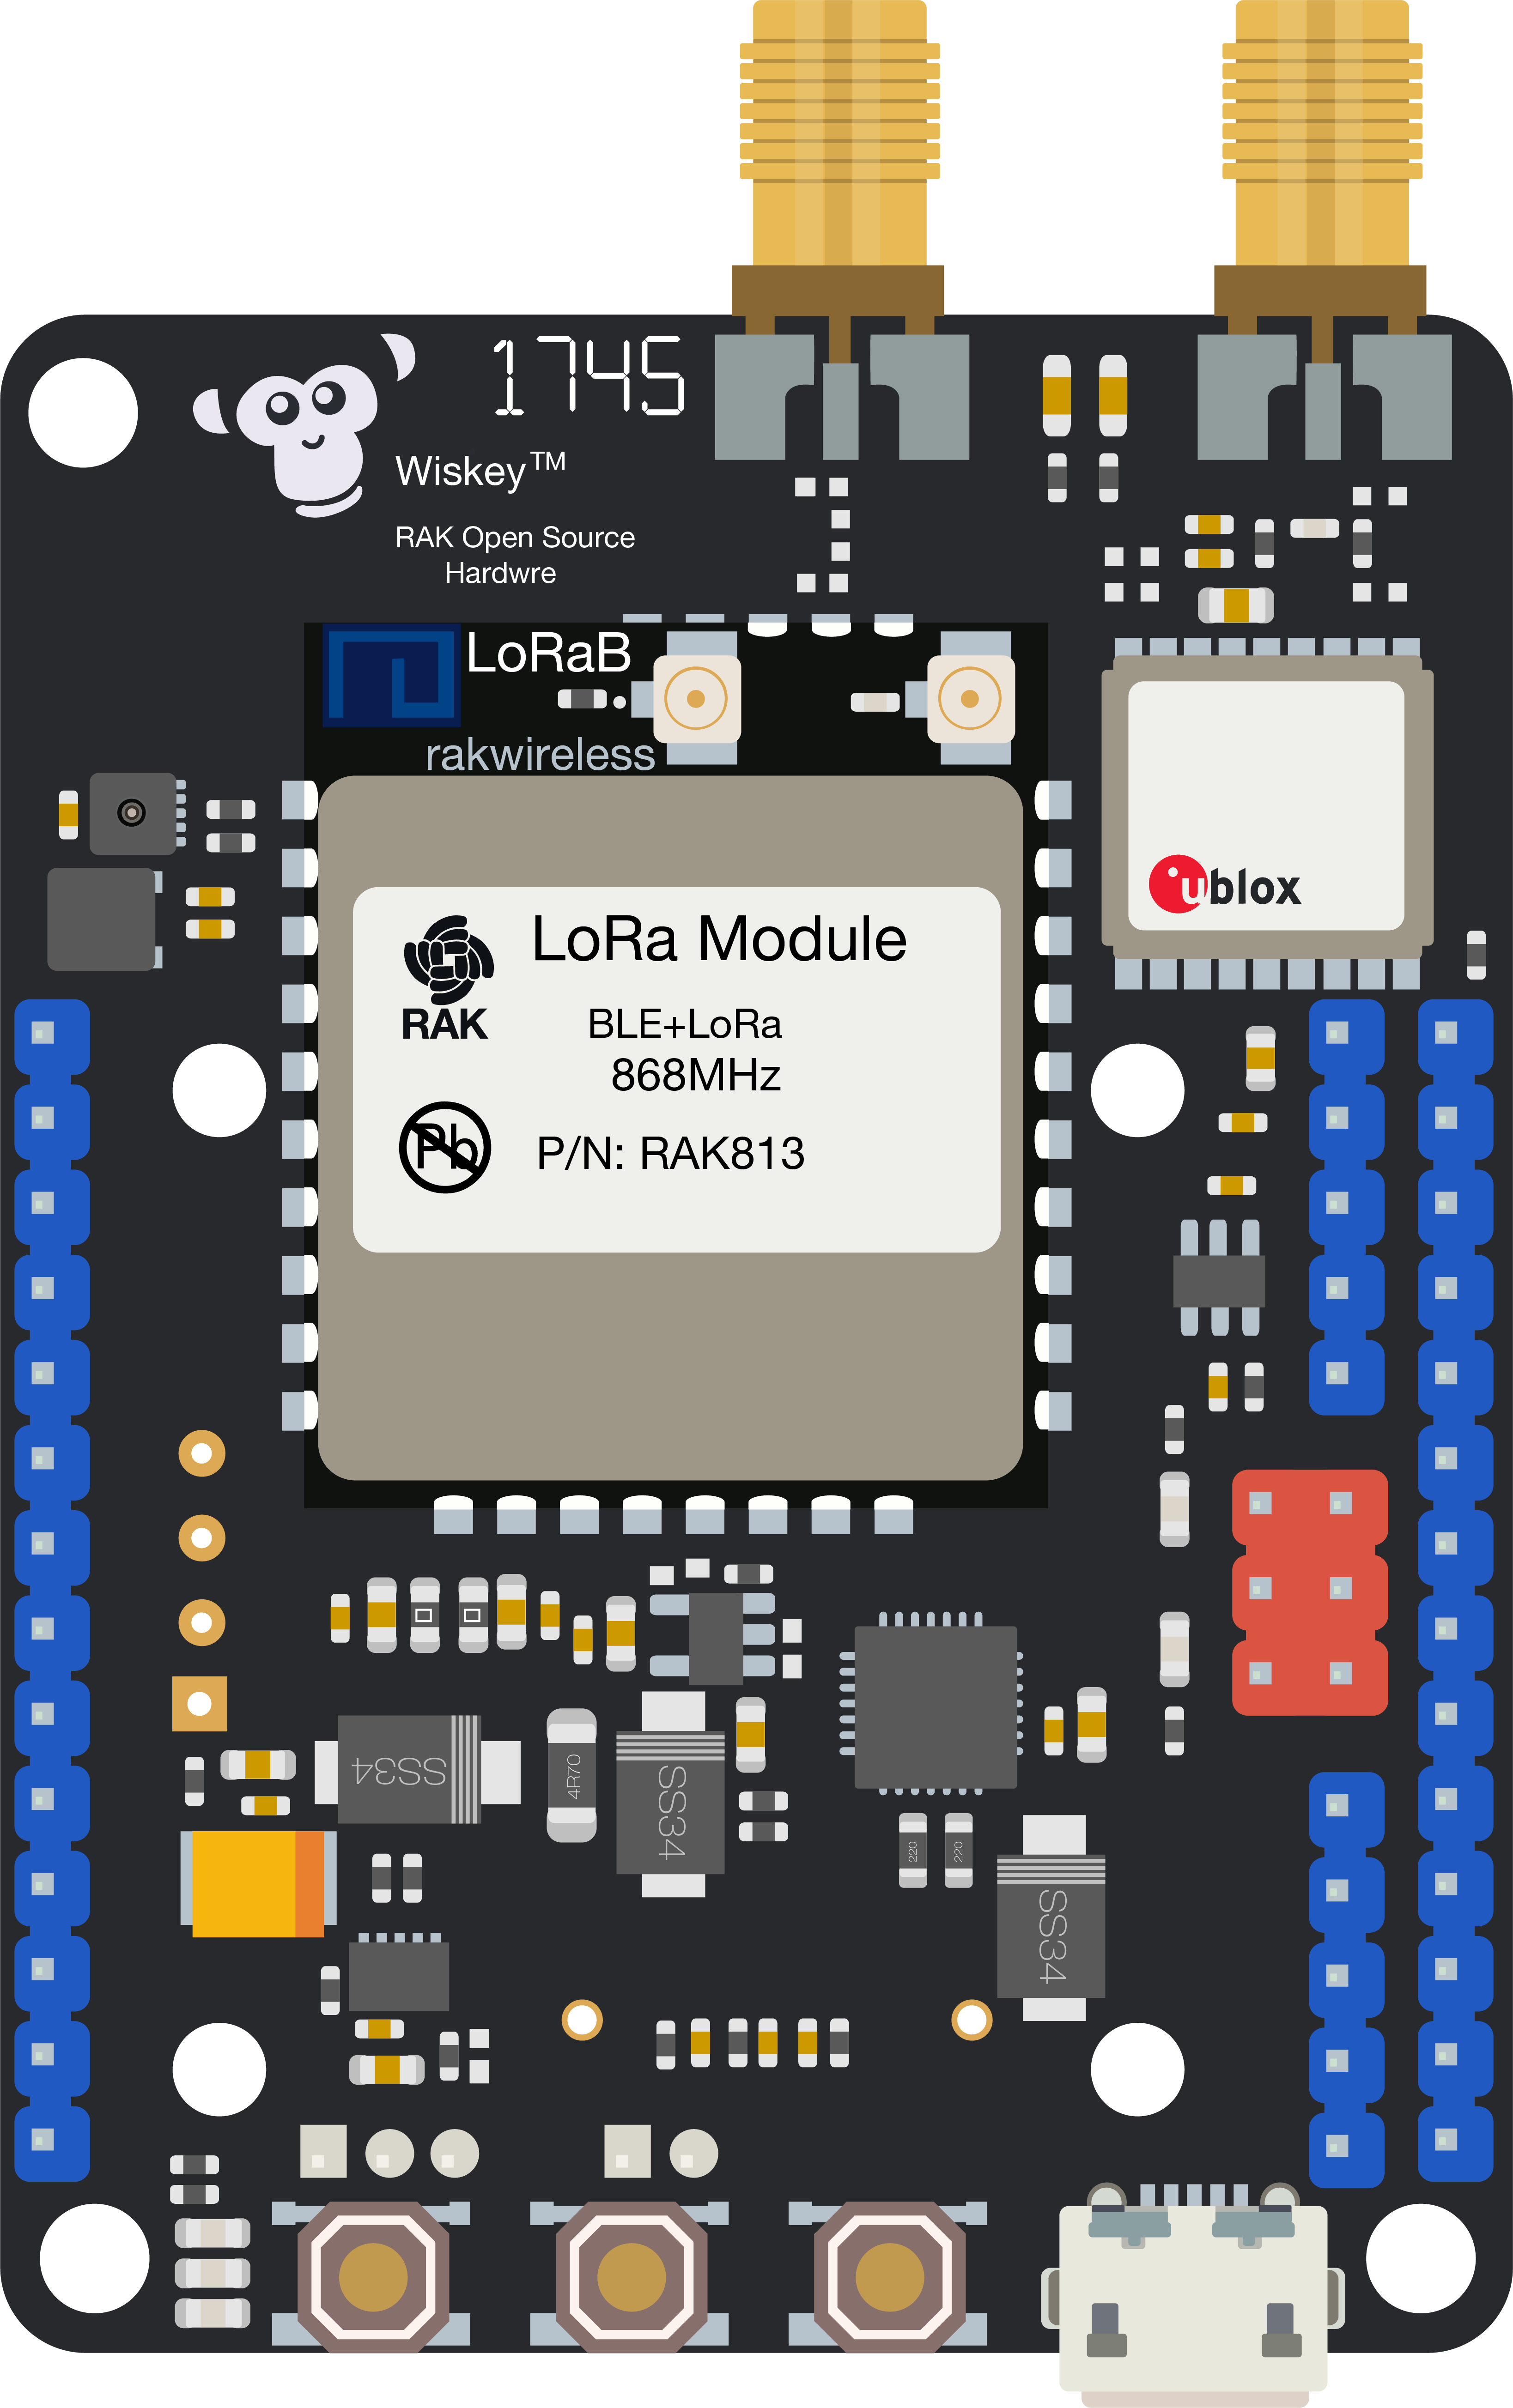 1745
Wiskey™
RAK Open Source
Hardwre
LoRaB
rakwireless
ublox
LoRa Module
RAK
BLE+LoRa
868MHz
Pb
P/N: RAK813
SS34
4R70
SS34
220
220
SS34